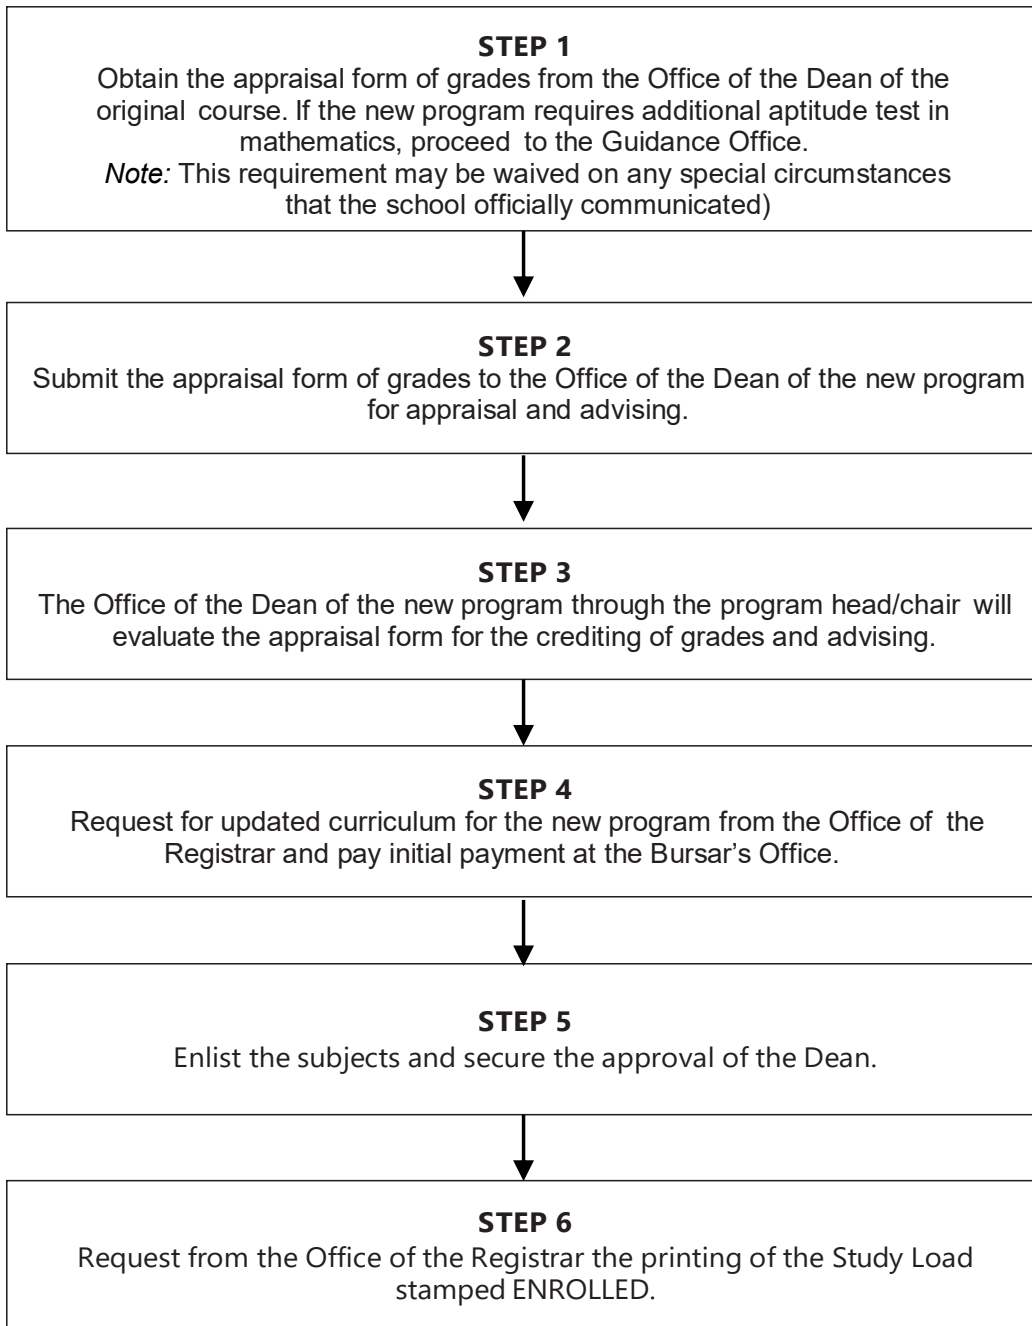 STEP 1
Obtain the appraisal form of grades from the Office of the Dean of the
original course. If the new program requires additional aptitude test in
mathematics, proceed to the Guidance Office.
Note: This requirement may be waived on any special circumstances
that the school officially communicated)
STEP 2
Submit the appraisal form of grades to the Office of the Dean of the new program
for appraisal and advising.
STEP 3
The Office of the Dean of the new program through the program head/chair will
evaluate the appraisal form for the crediting of grades and advising.
STEP 4
Request for updated curriculum for the new program from the Office of the
Registrar and pay initial payment at the Bursar’s Office.
STEP 5
Enlist the subjects and secure the approval of the Dean.
STEP 6
Request from the Office of the Registrar the printing of the Study Load
stamped ENROLLED.